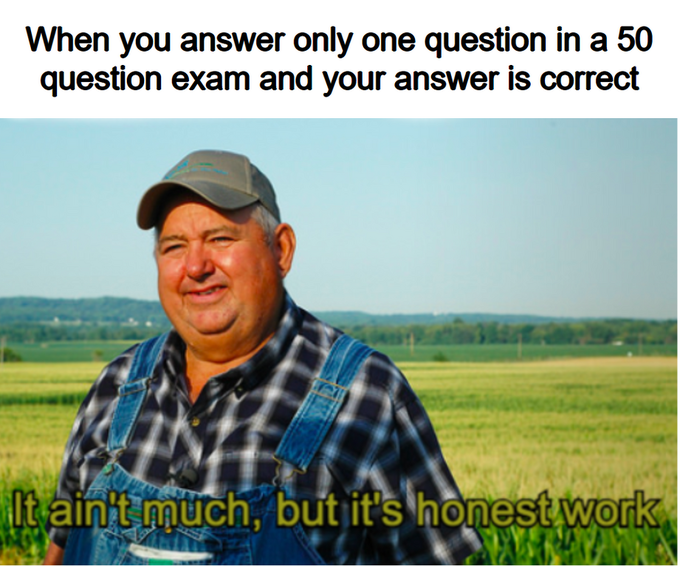 When you answer only one question in a 50
question exam and your answer is correct
It ain't much, but it's honest work